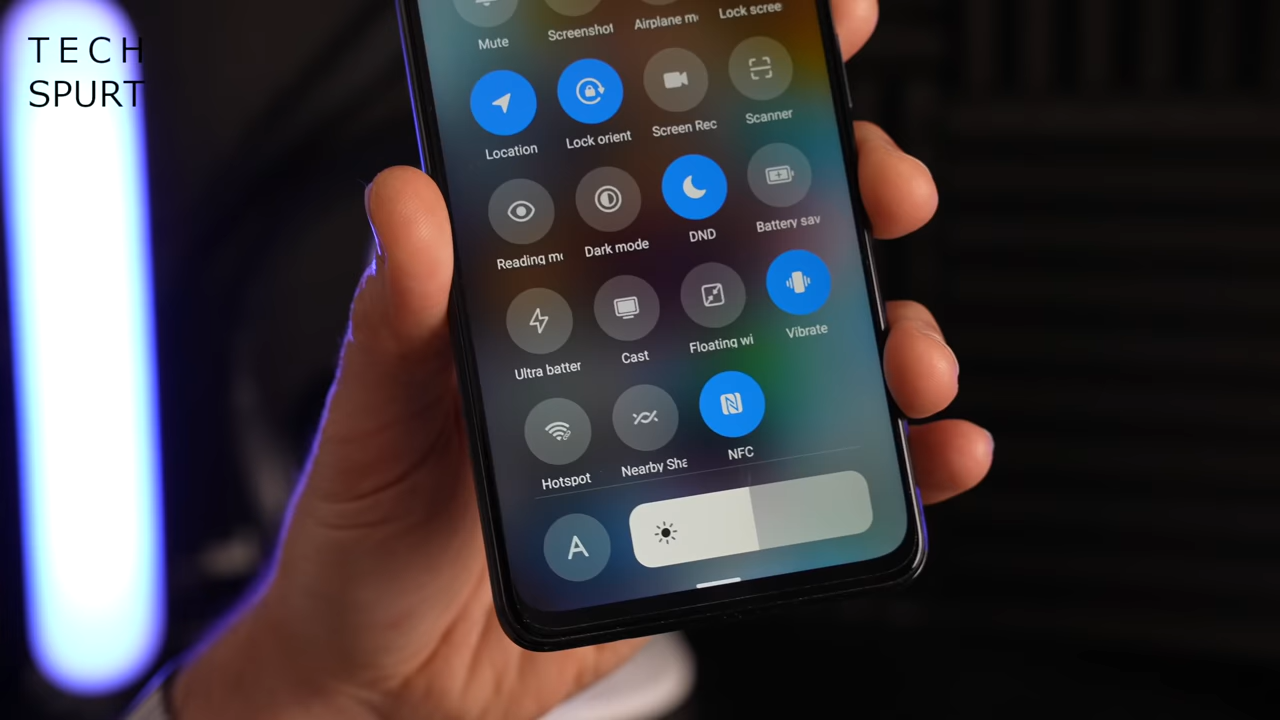 TECH
SPURT
Mute
Screenshot
Airplane m
Lock scree
Location
Lock orient
Screen Rec
Scanner
Reading m
Dark mode
DND
Battery sav
Ultra batter
Cast
Floating wi
Vibrate
Hotspot
Nearby Sha
NFC
A